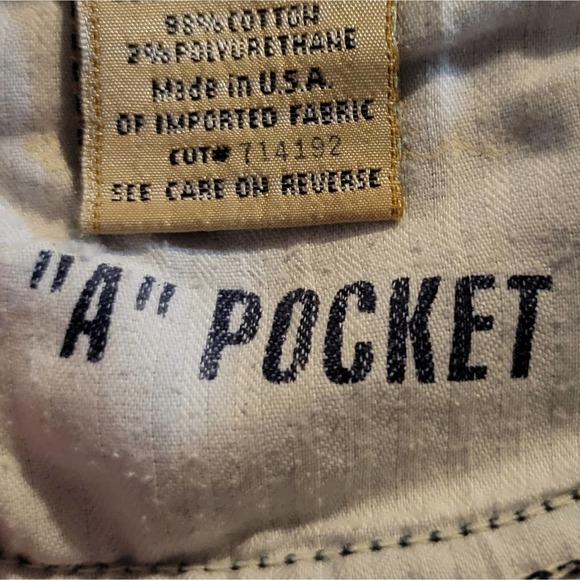 98% COTTON
2% POLYURETHANE
Made in U.S.A.
OF IMPORTED FABRIC
CUT# 714192
SEE CARE ON REVERSE
"A" POCKET